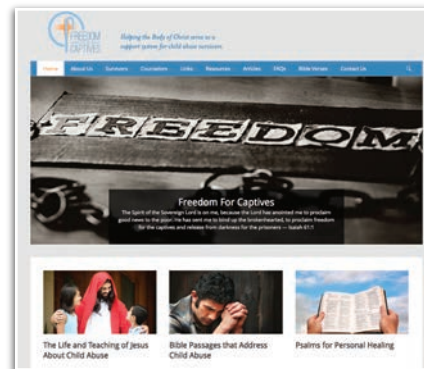 FREEDOM
FOR
CAPTIVES
Helping the Body of Christ serve as a
support system for child abuse survivors.
Home About Us Survivors Counselors Links Resources Articles FAQs Bible Verses Contact Us
FREEDOM
Freedom For Captives
The Spirit of the Sovereign Lord is on me, because the Lord has anointed me to proclaim
good news to the poor. He has sent me to bind up the brokenhearted, to proclaim freedom
for the captives and release from darkness for the prisoners — Isaiah 61:1
The Life and Teaching of Jesus
About Child Abuse
Bible Passages that Address
Child Abuse
Psalms for Personal Healing